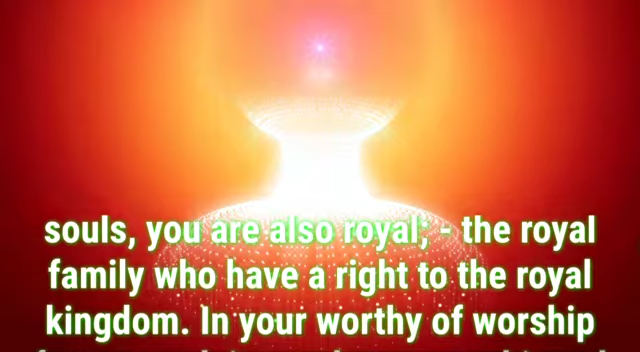 souls, you are also royal; - the royal
family who have a right to the royal
kingdom. In your worthy of worship